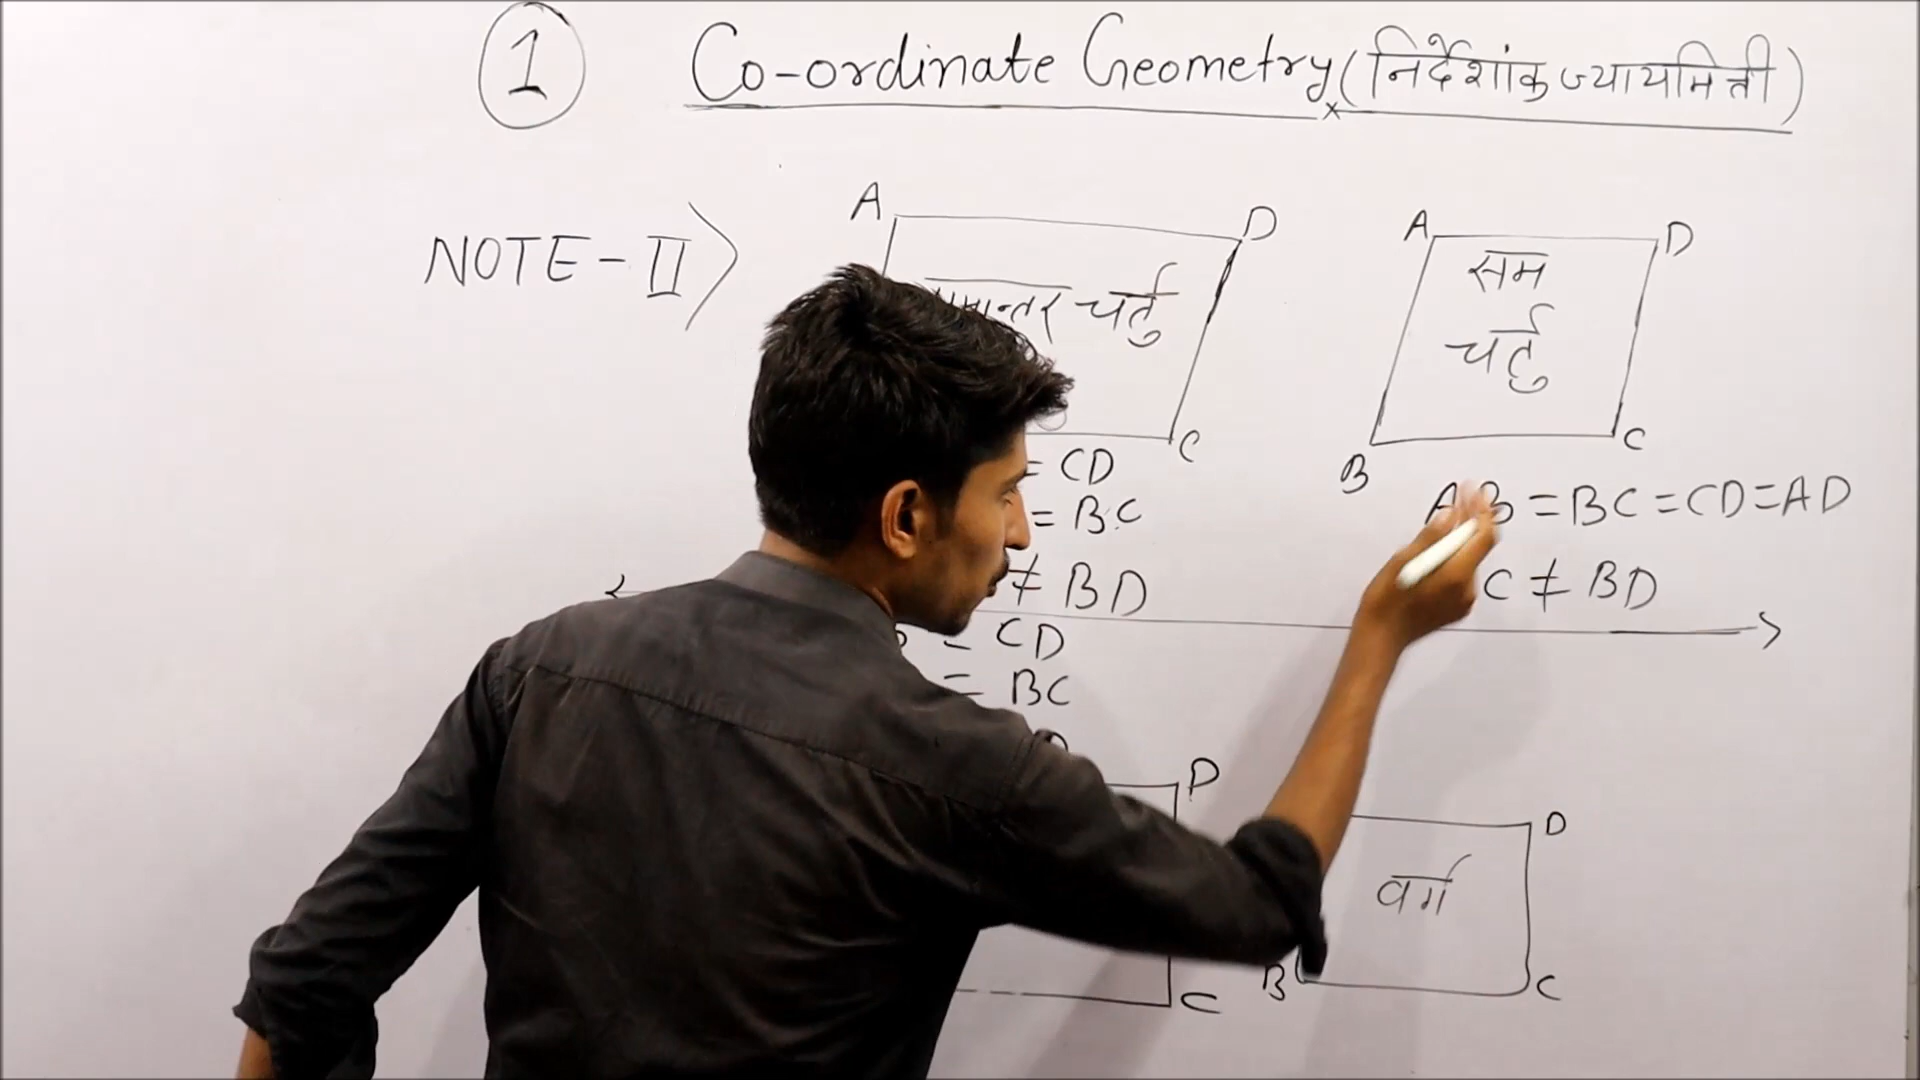 1 Co-ordinate Geometry (निर्देशांक ज्यायमिती)
NOTE-II>
A D
चर्तु
C
= CD
= BC
≠ BD
A D
सम
चर्तु
B C
AB = BC = CD = AD
C ≠ BD
= CD
= BC
D
C
D
वर्ग
B C